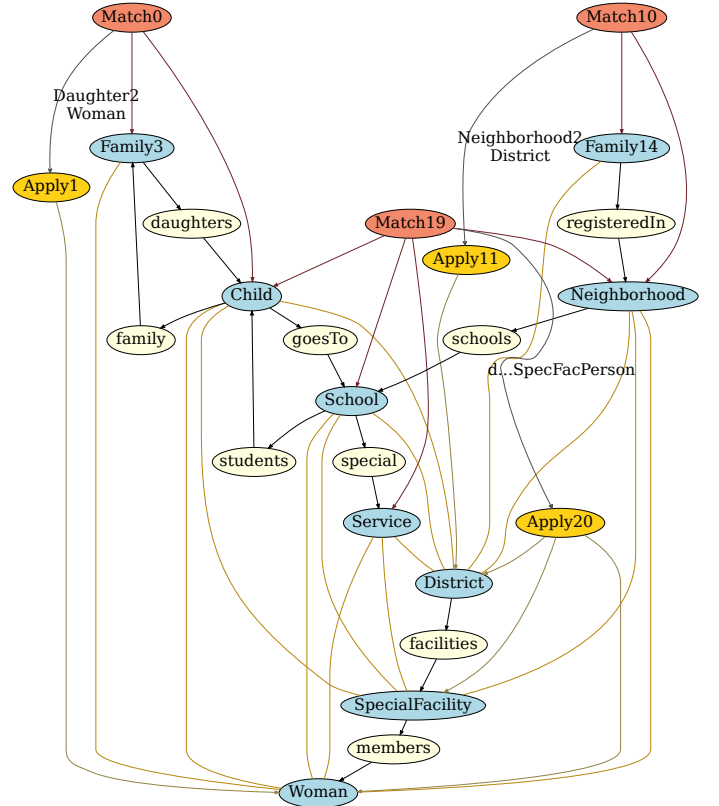 Match0
Match10
Daughter2
Woman
Neighborhood2
District
Family3
Family14
Apply1
daughters
Match19
registeredIn
Apply11
Child
Neighborhood
family
goesTo
schools
d...SpecFacPerson
School
students
special
Service
Apply20
District
facilities
SpecialFacility
members
Woman